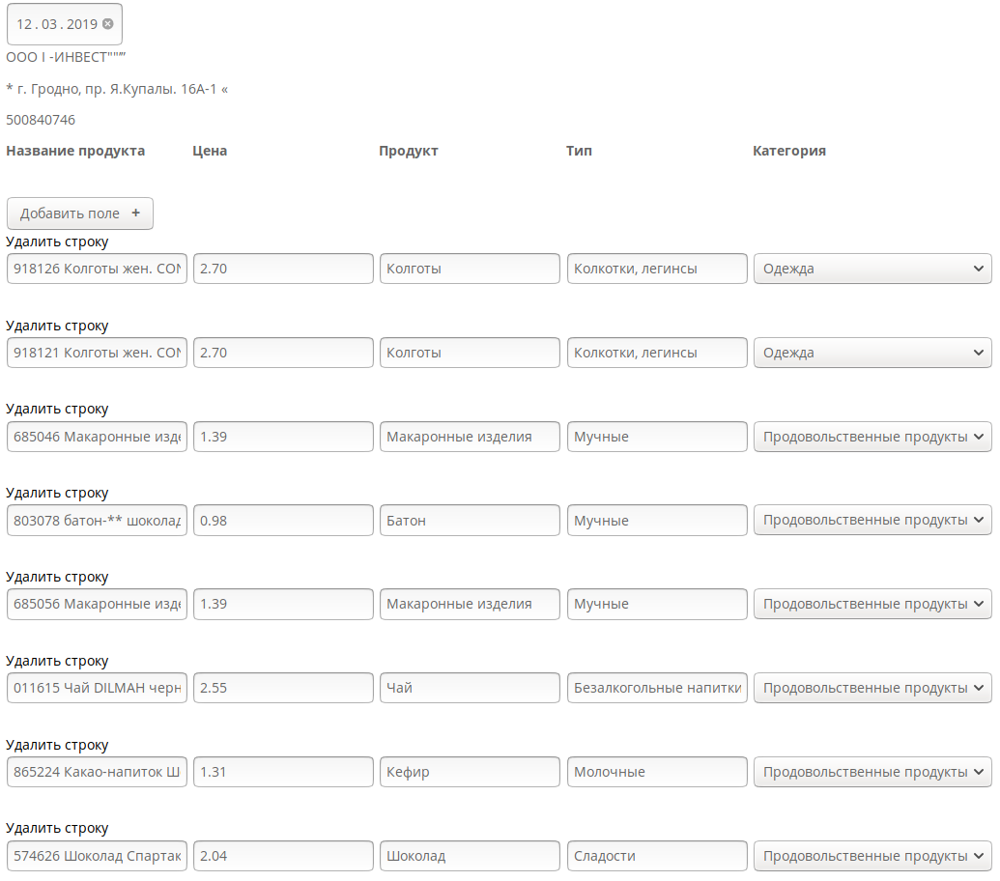 12 . 03 . 2019
ООО I -ИНВЕСТ"""
* г. Гродно, пр. Я.Купалы. 16А-1 «
500840746
Название продукта Цена Продукт Тип Категория
Добавить поле +
Удалить строку
918126 Колготы жен. CON 2.70 Колготы Колкотки, легинсы Одежда
Удалить строку
918121 Колготы жен. CON 2.70 Колготы Колкотки, легинсы Одежда
Удалить строку
685046 Макаронные изде 1.39 Макаронные изделия Мучные Продовольственные продукты
Удалить строку
803078 батон-** шоколад 0.98 Батон Мучные Продовольственные продукты
Удалить строку
685056 Макаронные изде 1.39 Макаронные изделия Мучные Продовольственные продукты
Удалить строку
011615 Чай DILMAH черн 2.55 Чай Безалкогольные напитки Продовольственные продукты
Удалить строку
865224 Какао-напиток Ш 1.31 Кефир Молочные Продовольственные продукты
Удалить строку
574626 Шоколад Спартак 2.04 Шоколад Сладости Продовольственные продукты